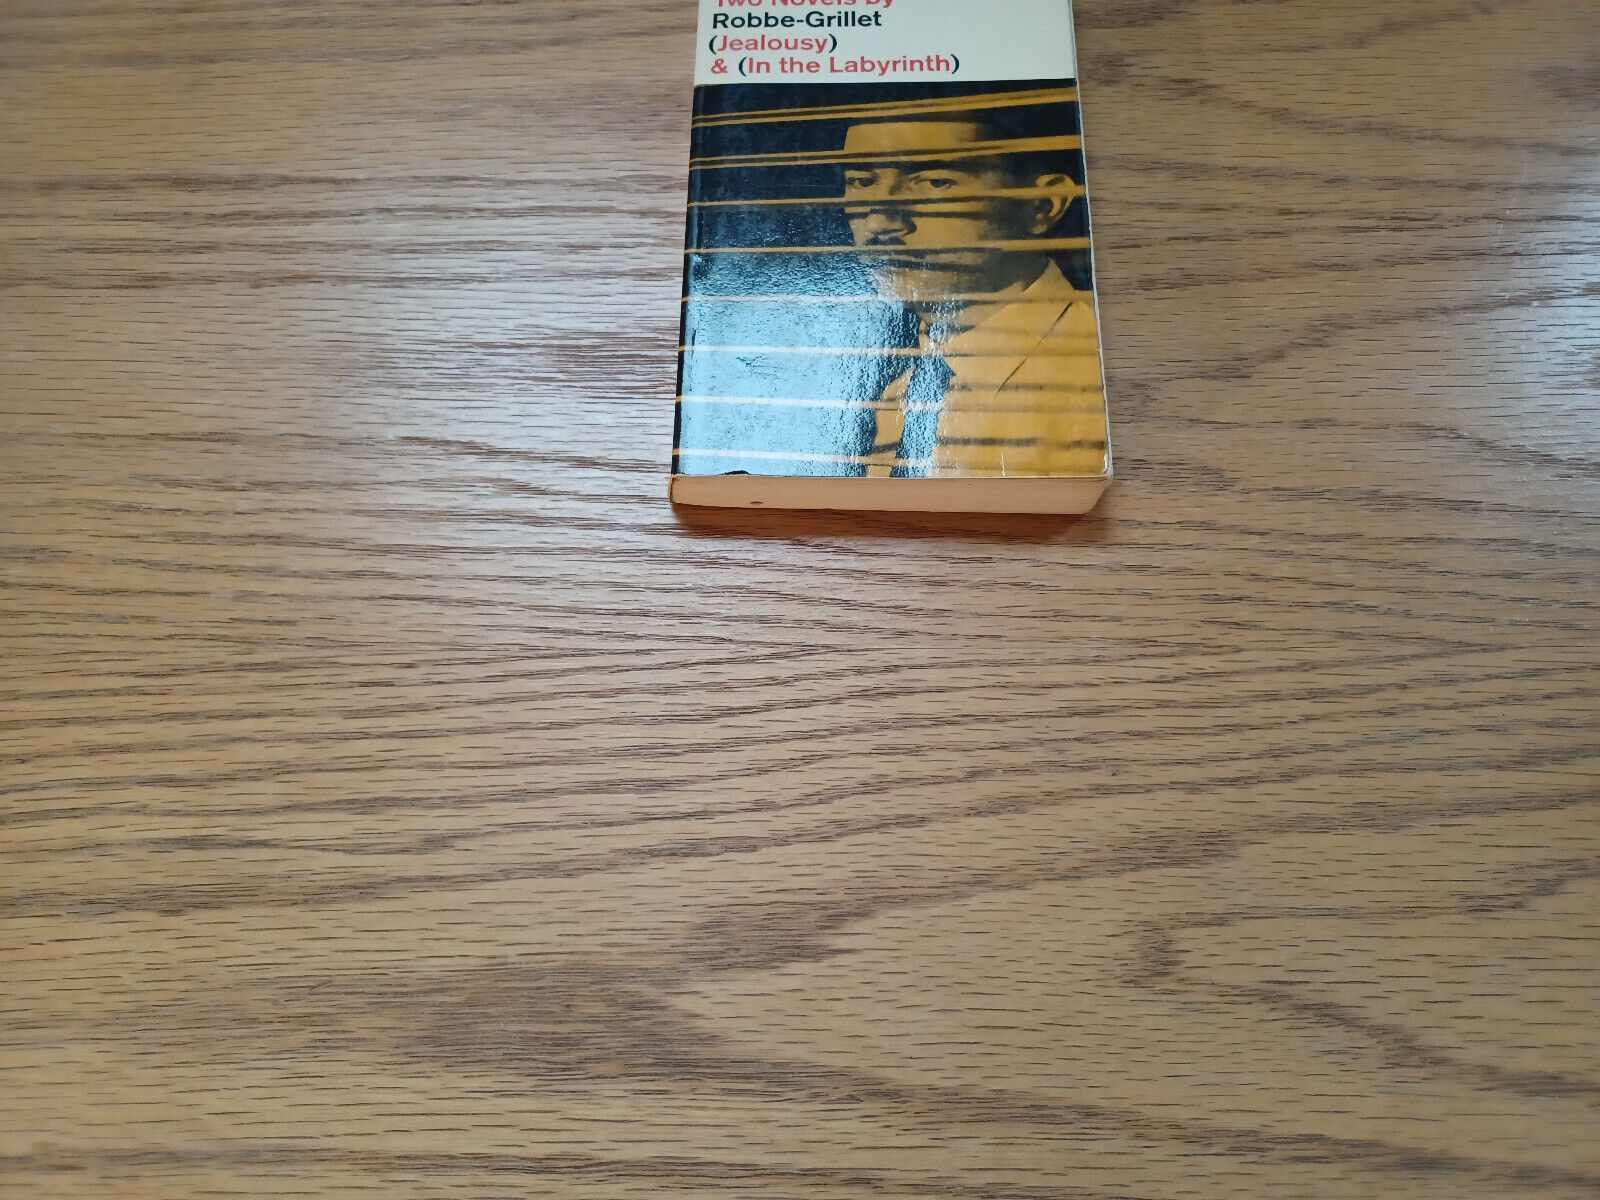 Two Novels by
Robbe-Grillet
(Jealousy)
& (In the Labyrinth)